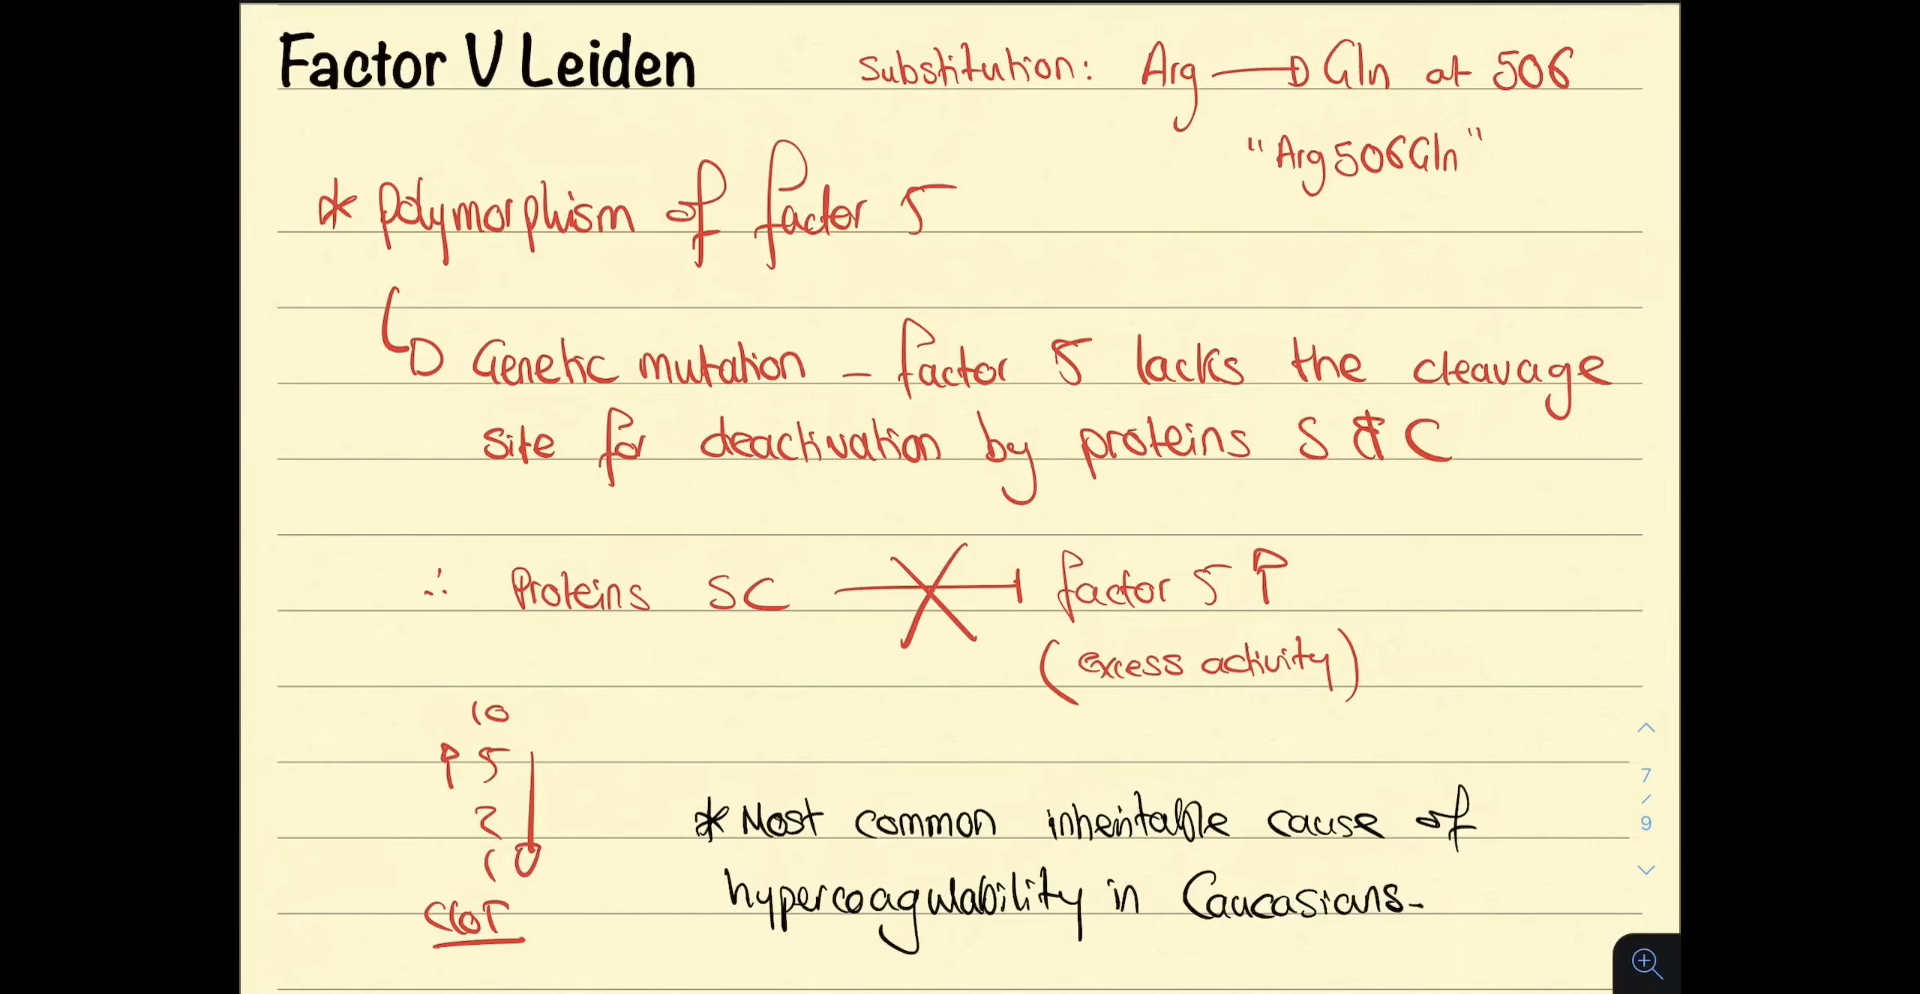 Factor V Leiden
Substitution: Arg → Gln at 506
"Arg506Gln"
* Polymorphism of factor 5
↳ Genetic mutation - factor 5 lacks the cleavage
site for deactivation by proteins S & C
∴ Proteins SC ⊣ factor 5 ↑
(excess activity)
10
↑ 5
2
1
CLOT
* Most common inheritable cause of
hypercoagulability in Caucasians.
7
/
9